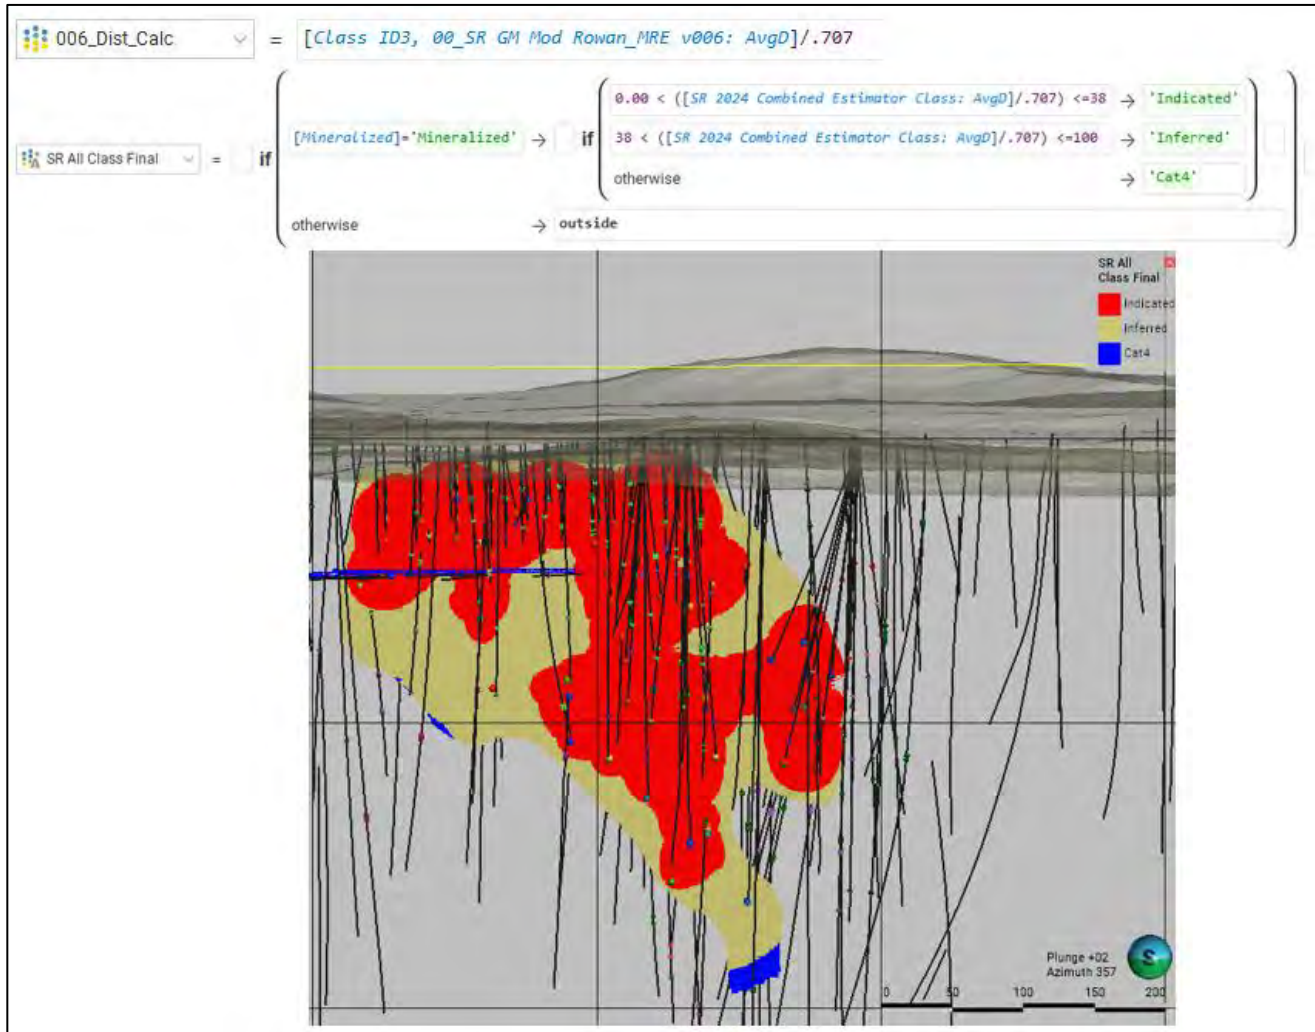 006_Dist_Calc = [Class ID3, 00_SR GM Mod Rowan_MRE v006: AvgD]/.707
0.00 < ([SR 2024 Combined Estimator Class: AvgD]/.707) <=38 → 'Indicated'
[Mineralized]='Mineralized' → if 38 < ([SR 2024 Combined Estimator Class: AvgD]/.707) <=100 → 'Inferred'
SR All Class Final = if
otherwise → 'Cat4'
otherwise → outside
SR All
Class Final
Indicated
Inferred
Cat4
Plunge +02
Azimuth 357
S
0 50 100 150 200